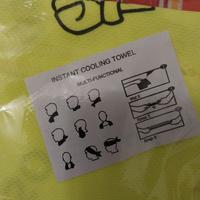 INSTANT COOLING TOWEL
MULTI-FUNCTIONAL